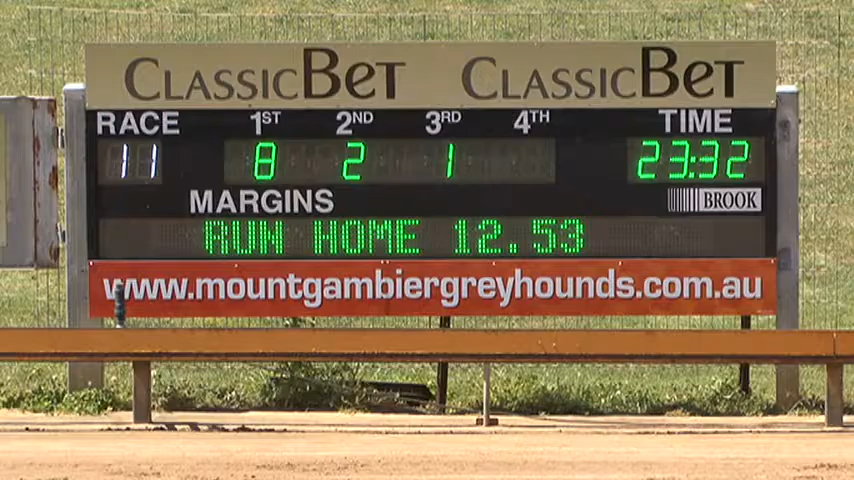 CLASSICBET CLASSICBET
RACE 1ST 2ND 3RD 4TH TIME
11 8 2 1 23:32
MARGINS BROOK
RUN HOME 12.53
www.mountgambiergreyhounds.com.au